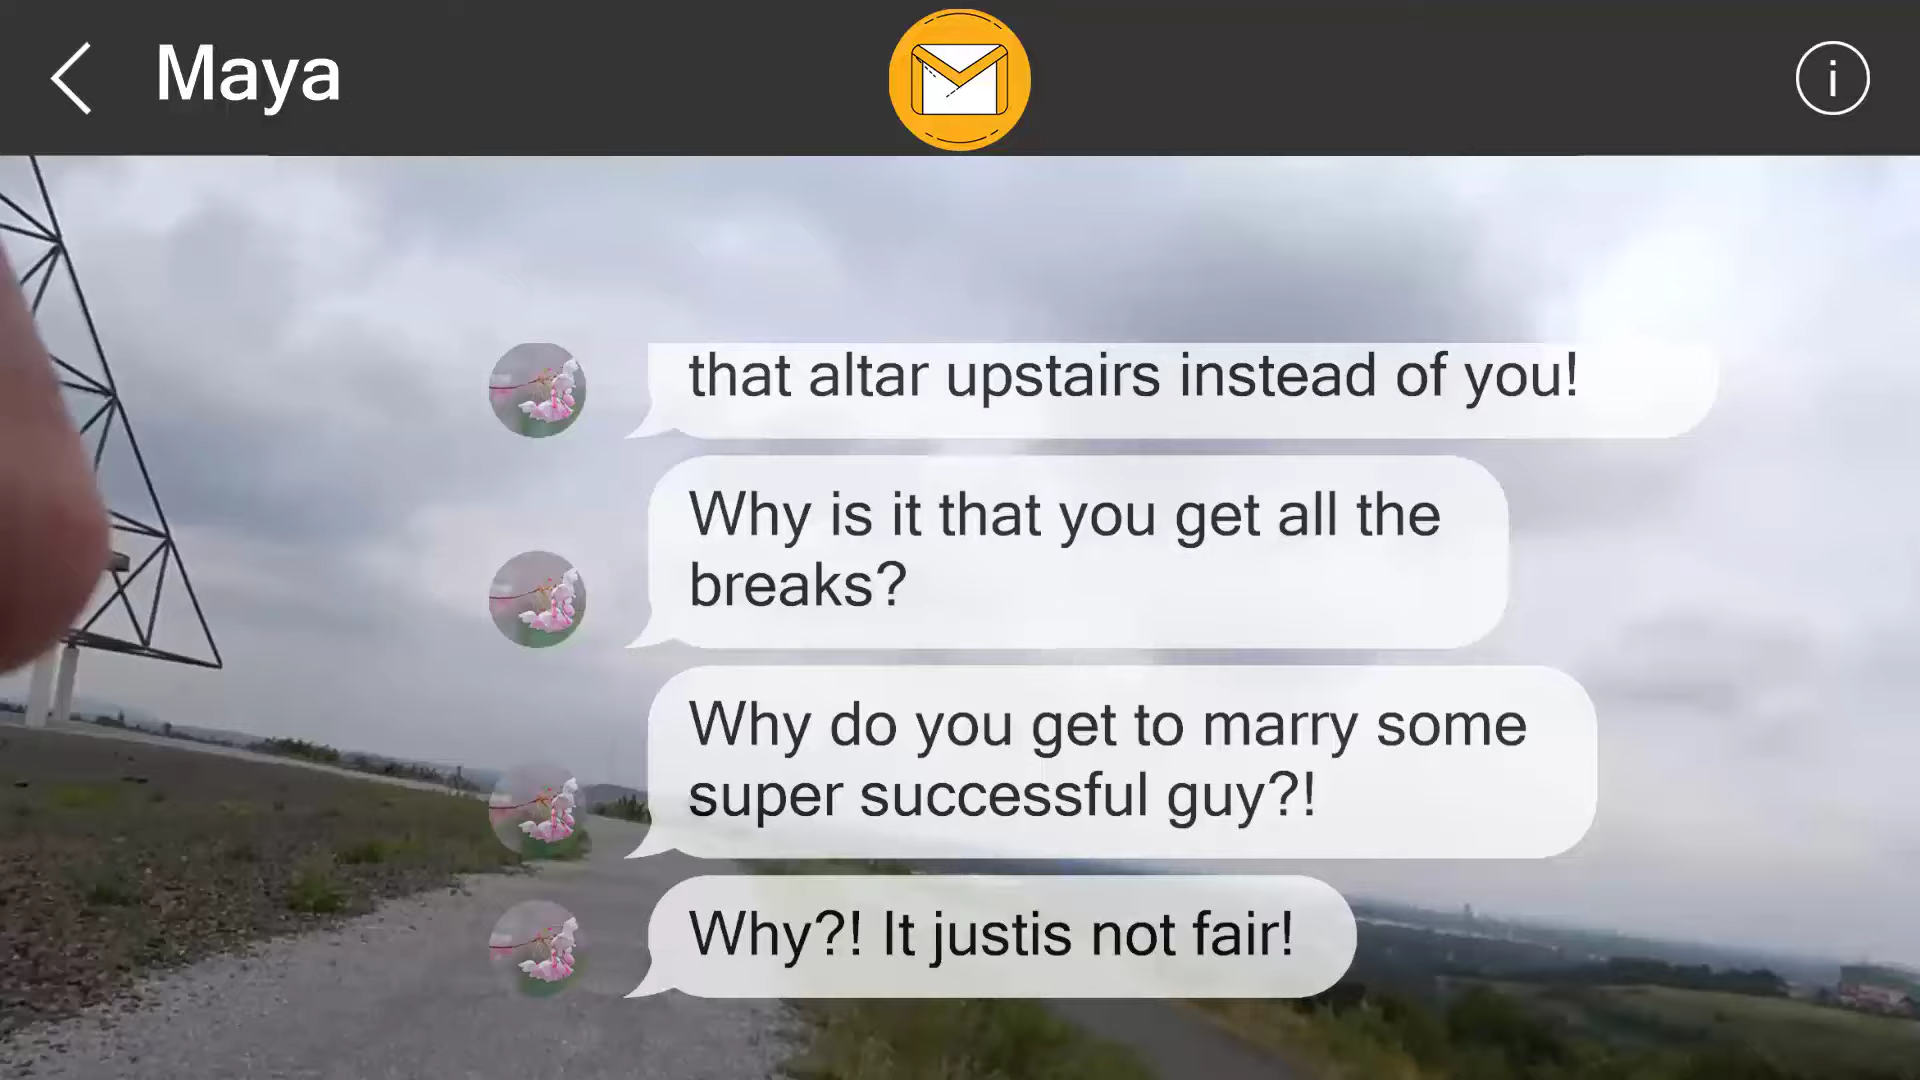 Maya
i
that altar upstairs instead of you!
Why is it that you get all the
breaks?
Why do you get to marry some
super successful guy?!
Why?! It justis not fair!